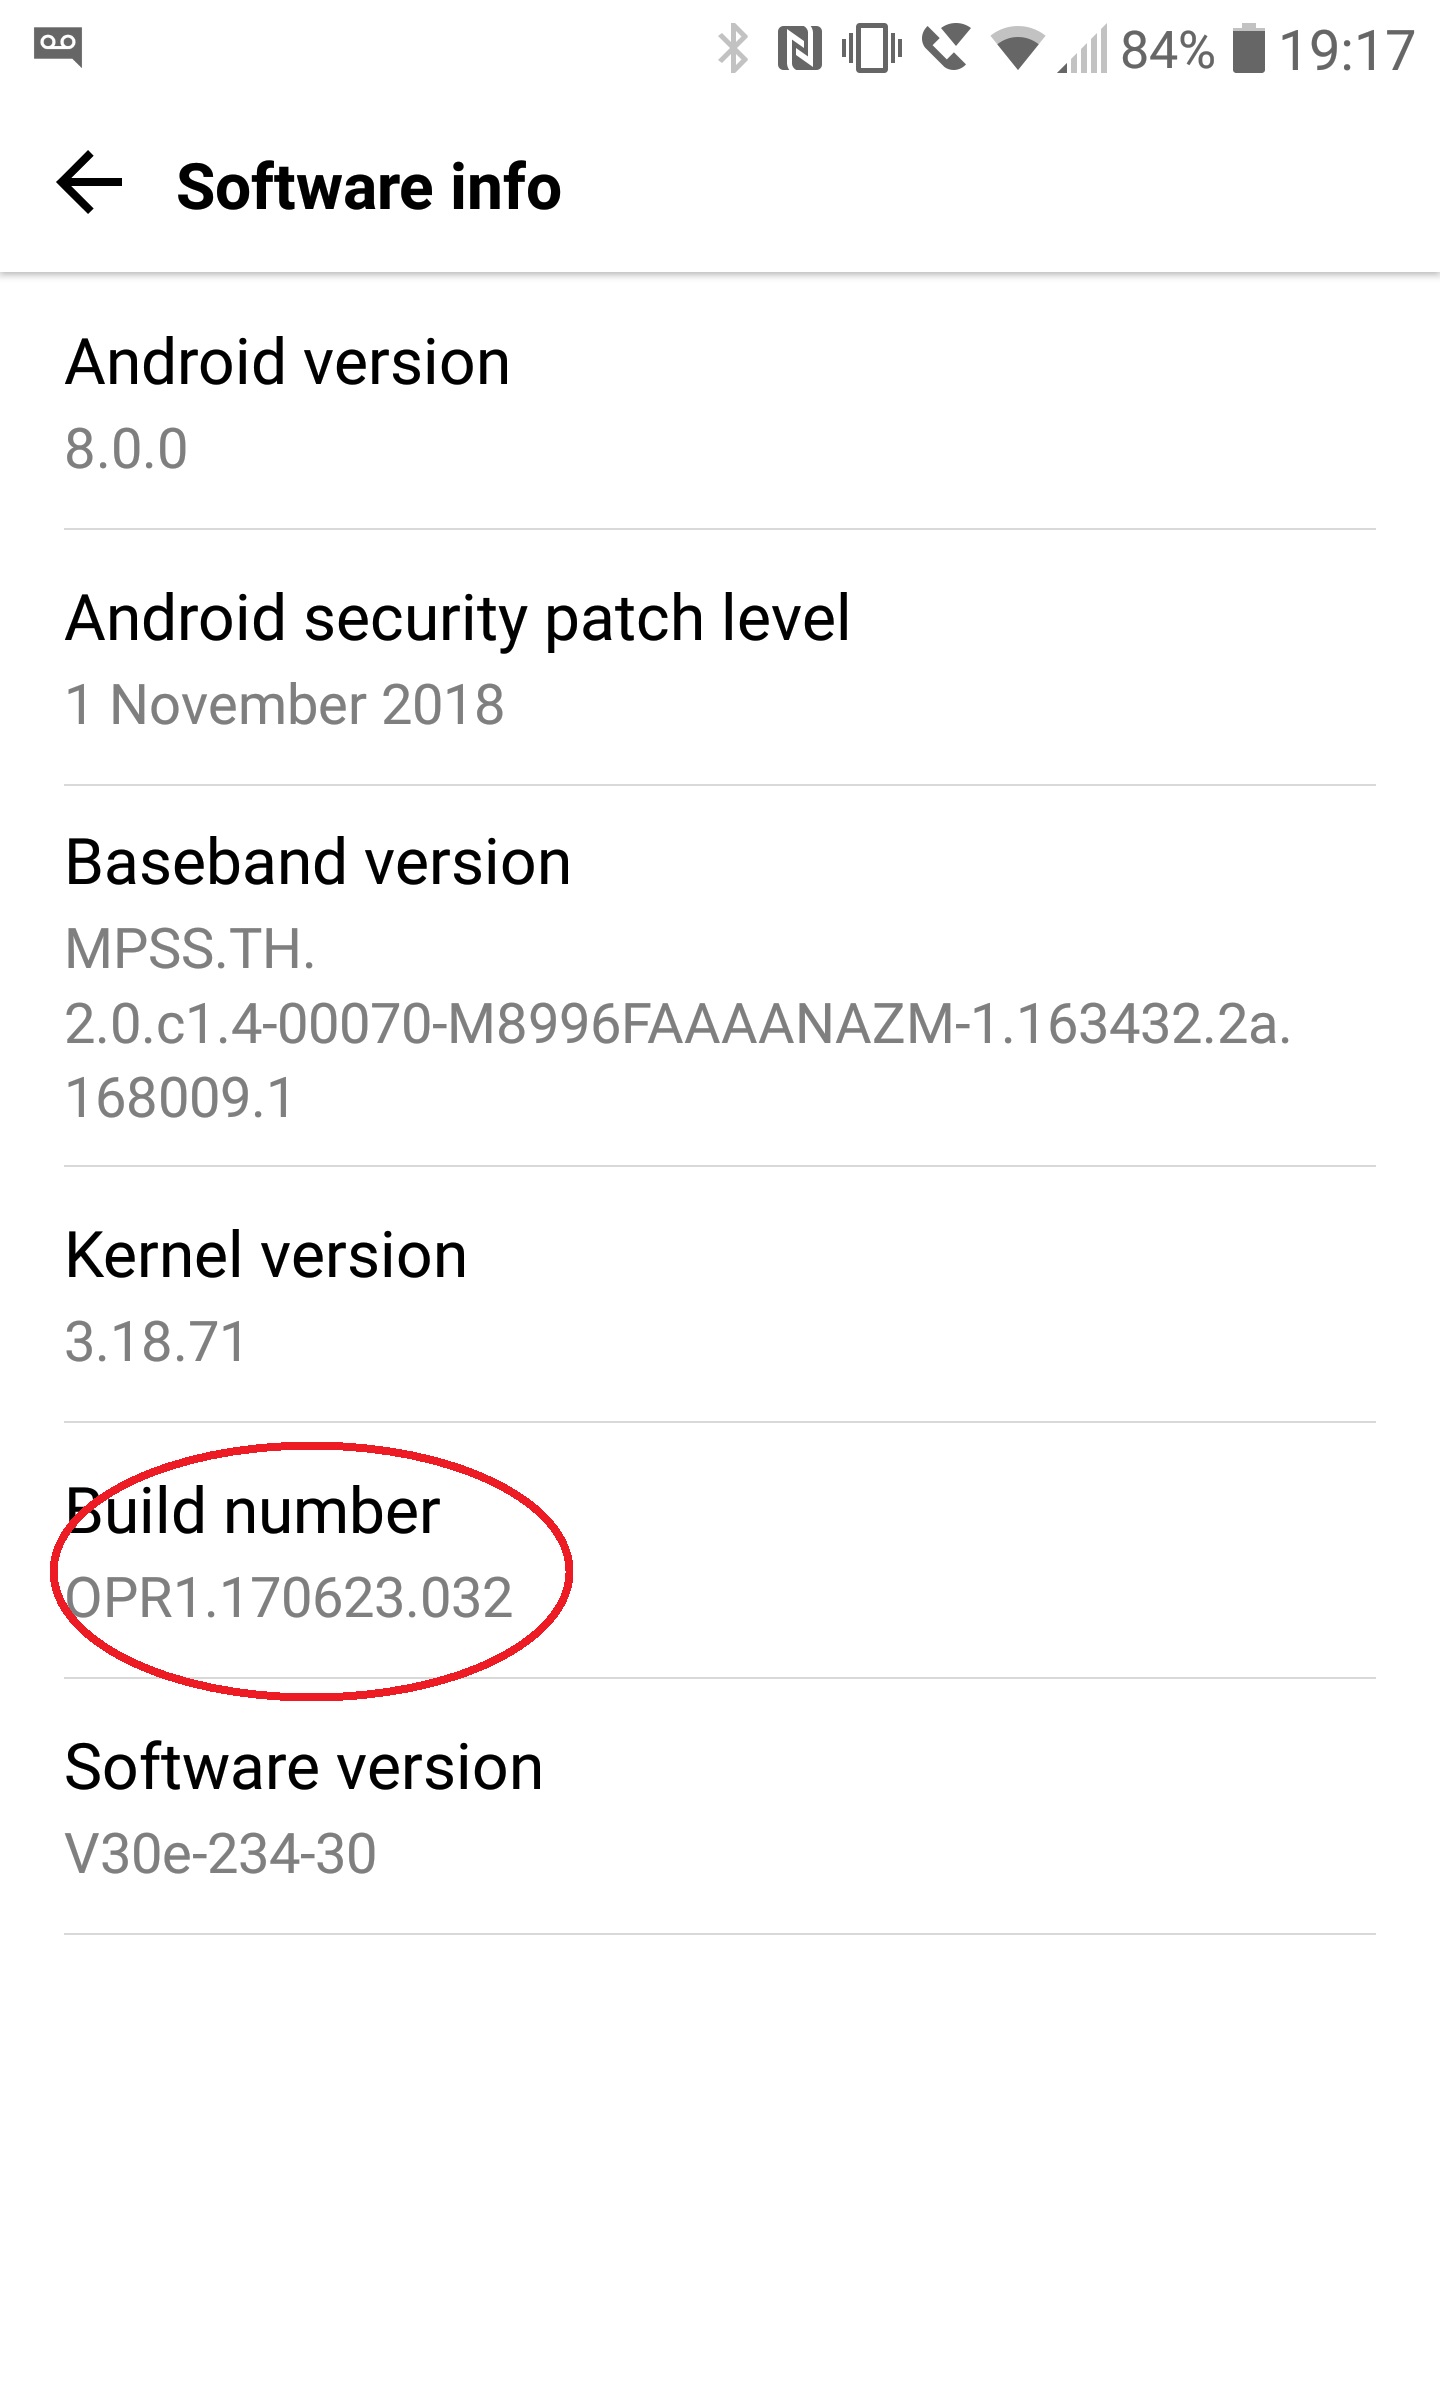 84% 19:17
Software info
Android version
8.0.0
Android security patch level
1 November 2018
Baseband version
MPSS.TH.
2.0.c1.4-00070-M8996FAAAANAZM-1.163432.2a.
168009.1
Kernel version
3.18.71
Build number
OPR1.170623.032
Software version
V30e-234-30